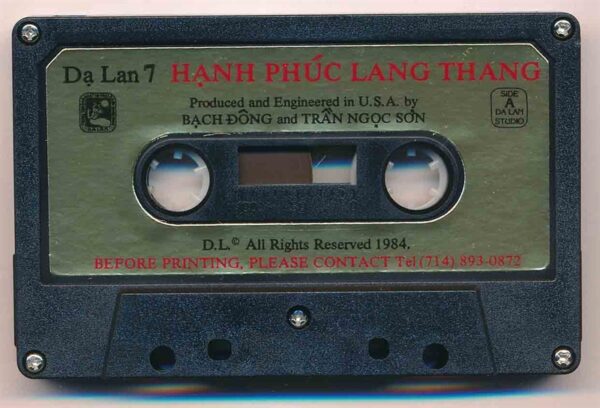 Dạ Lan 7 HẠNH PHÚC LANG THANG
Produced and Engineered in U.S.A. by
BẠCH ĐÔNG and TRẦN NGỌC SƠN
SIDE
A
DẠ LAN
STUDIO
D.L.© All Rights Reserved 1984,
BEFORE PRINTING, PLEASE CONTACT Tel (714) 893-0872